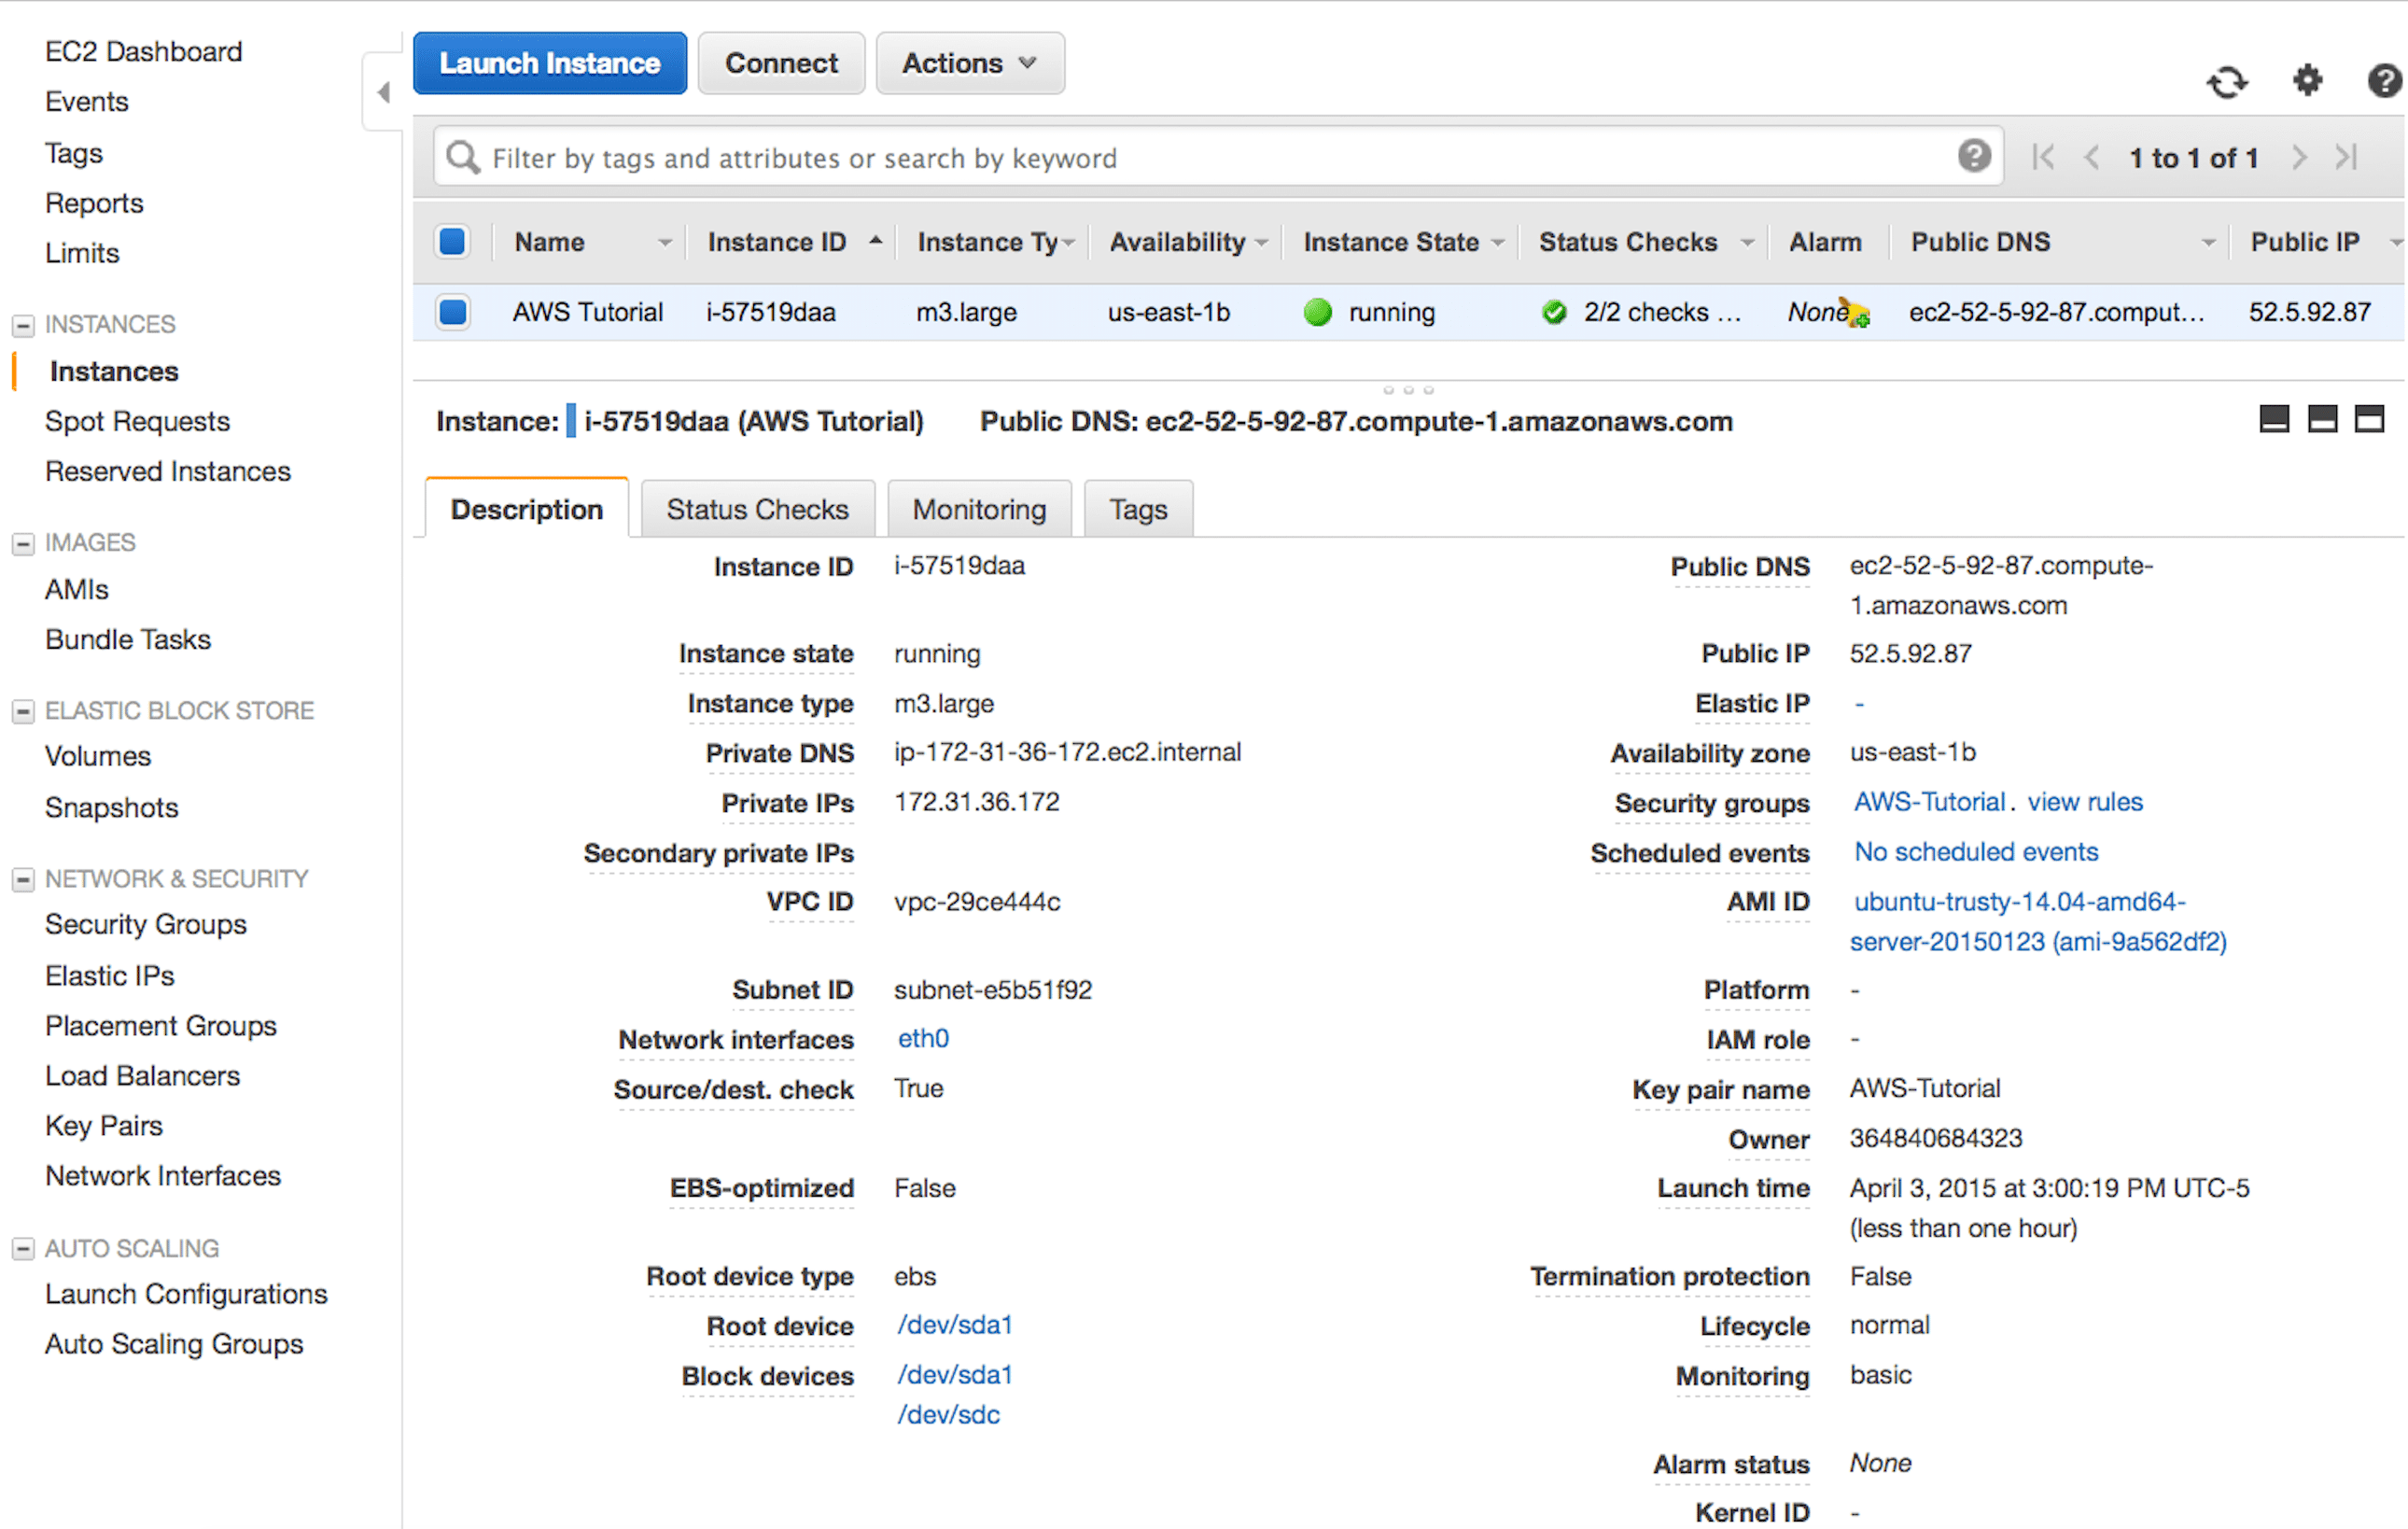 EC2 Dashboard
Events
Tags
Reports
Limits
INSTANCES
Instances
Spot Requests
Reserved Instances
IMAGES
AMIs
Bundle Tasks
ELASTIC BLOCK STORE
Volumes
Snapshots
NETWORK & SECURITY
Security Groups
Elastic IPs
Placement Groups
Load Balancers
Key Pairs
Network Interfaces
AUTO SCALING
Launch Configurations
Auto Scaling Groups
Launch Instance Connect Actions
Filter by tags and attributes or search by keyword 1 to 1 of 1
Name Instance ID Instance Ty Availability Instance State Status Checks Alarm Public DNS Public IP
AWS Tutorial i-57519daa m3.large us-east-1b running 2/2 checks ... None ec2-52-5-92-87.comput... 52.5.92.87
Instance: i-57519daa (AWS Tutorial) Public DNS: ec2-52-5-92-87.compute-1.amazonaws.com
Description Status Checks Monitoring Tags
Instance ID i-57519daa
Instance state running
Instance type m3.large
Private DNS ip-172-31-36-172.ec2.internal
Private IPs 172.31.36.172
Secondary private IPs
VPC ID vpc-29ce444c
Subnet ID subnet-e5b51f92
Network interfaces eth0
Source/dest. check True
EBS-optimized False
Root device type ebs
Root device /dev/sda1
Block devices /dev/sda1
/dev/sdc
Public DNS ec2-52-5-92-87.compute-
1.amazonaws.com
Public IP 52.5.92.87
Elastic IP -
Availability zone us-east-1b
Security groups AWS-Tutorial. view rules
Scheduled events No scheduled events
AMI ID ubuntu-trusty-14.04-amd64-
server-20150123 (ami-9a562df2)
Platform -
IAM role -
Key pair name AWS-Tutorial
Owner 364840684323
Launch time April 3, 2015 at 3:00:19 PM UTC-5
(less than one hour)
Termination protection False
Lifecycle normal
Monitoring basic
Alarm status None
Kernel ID -